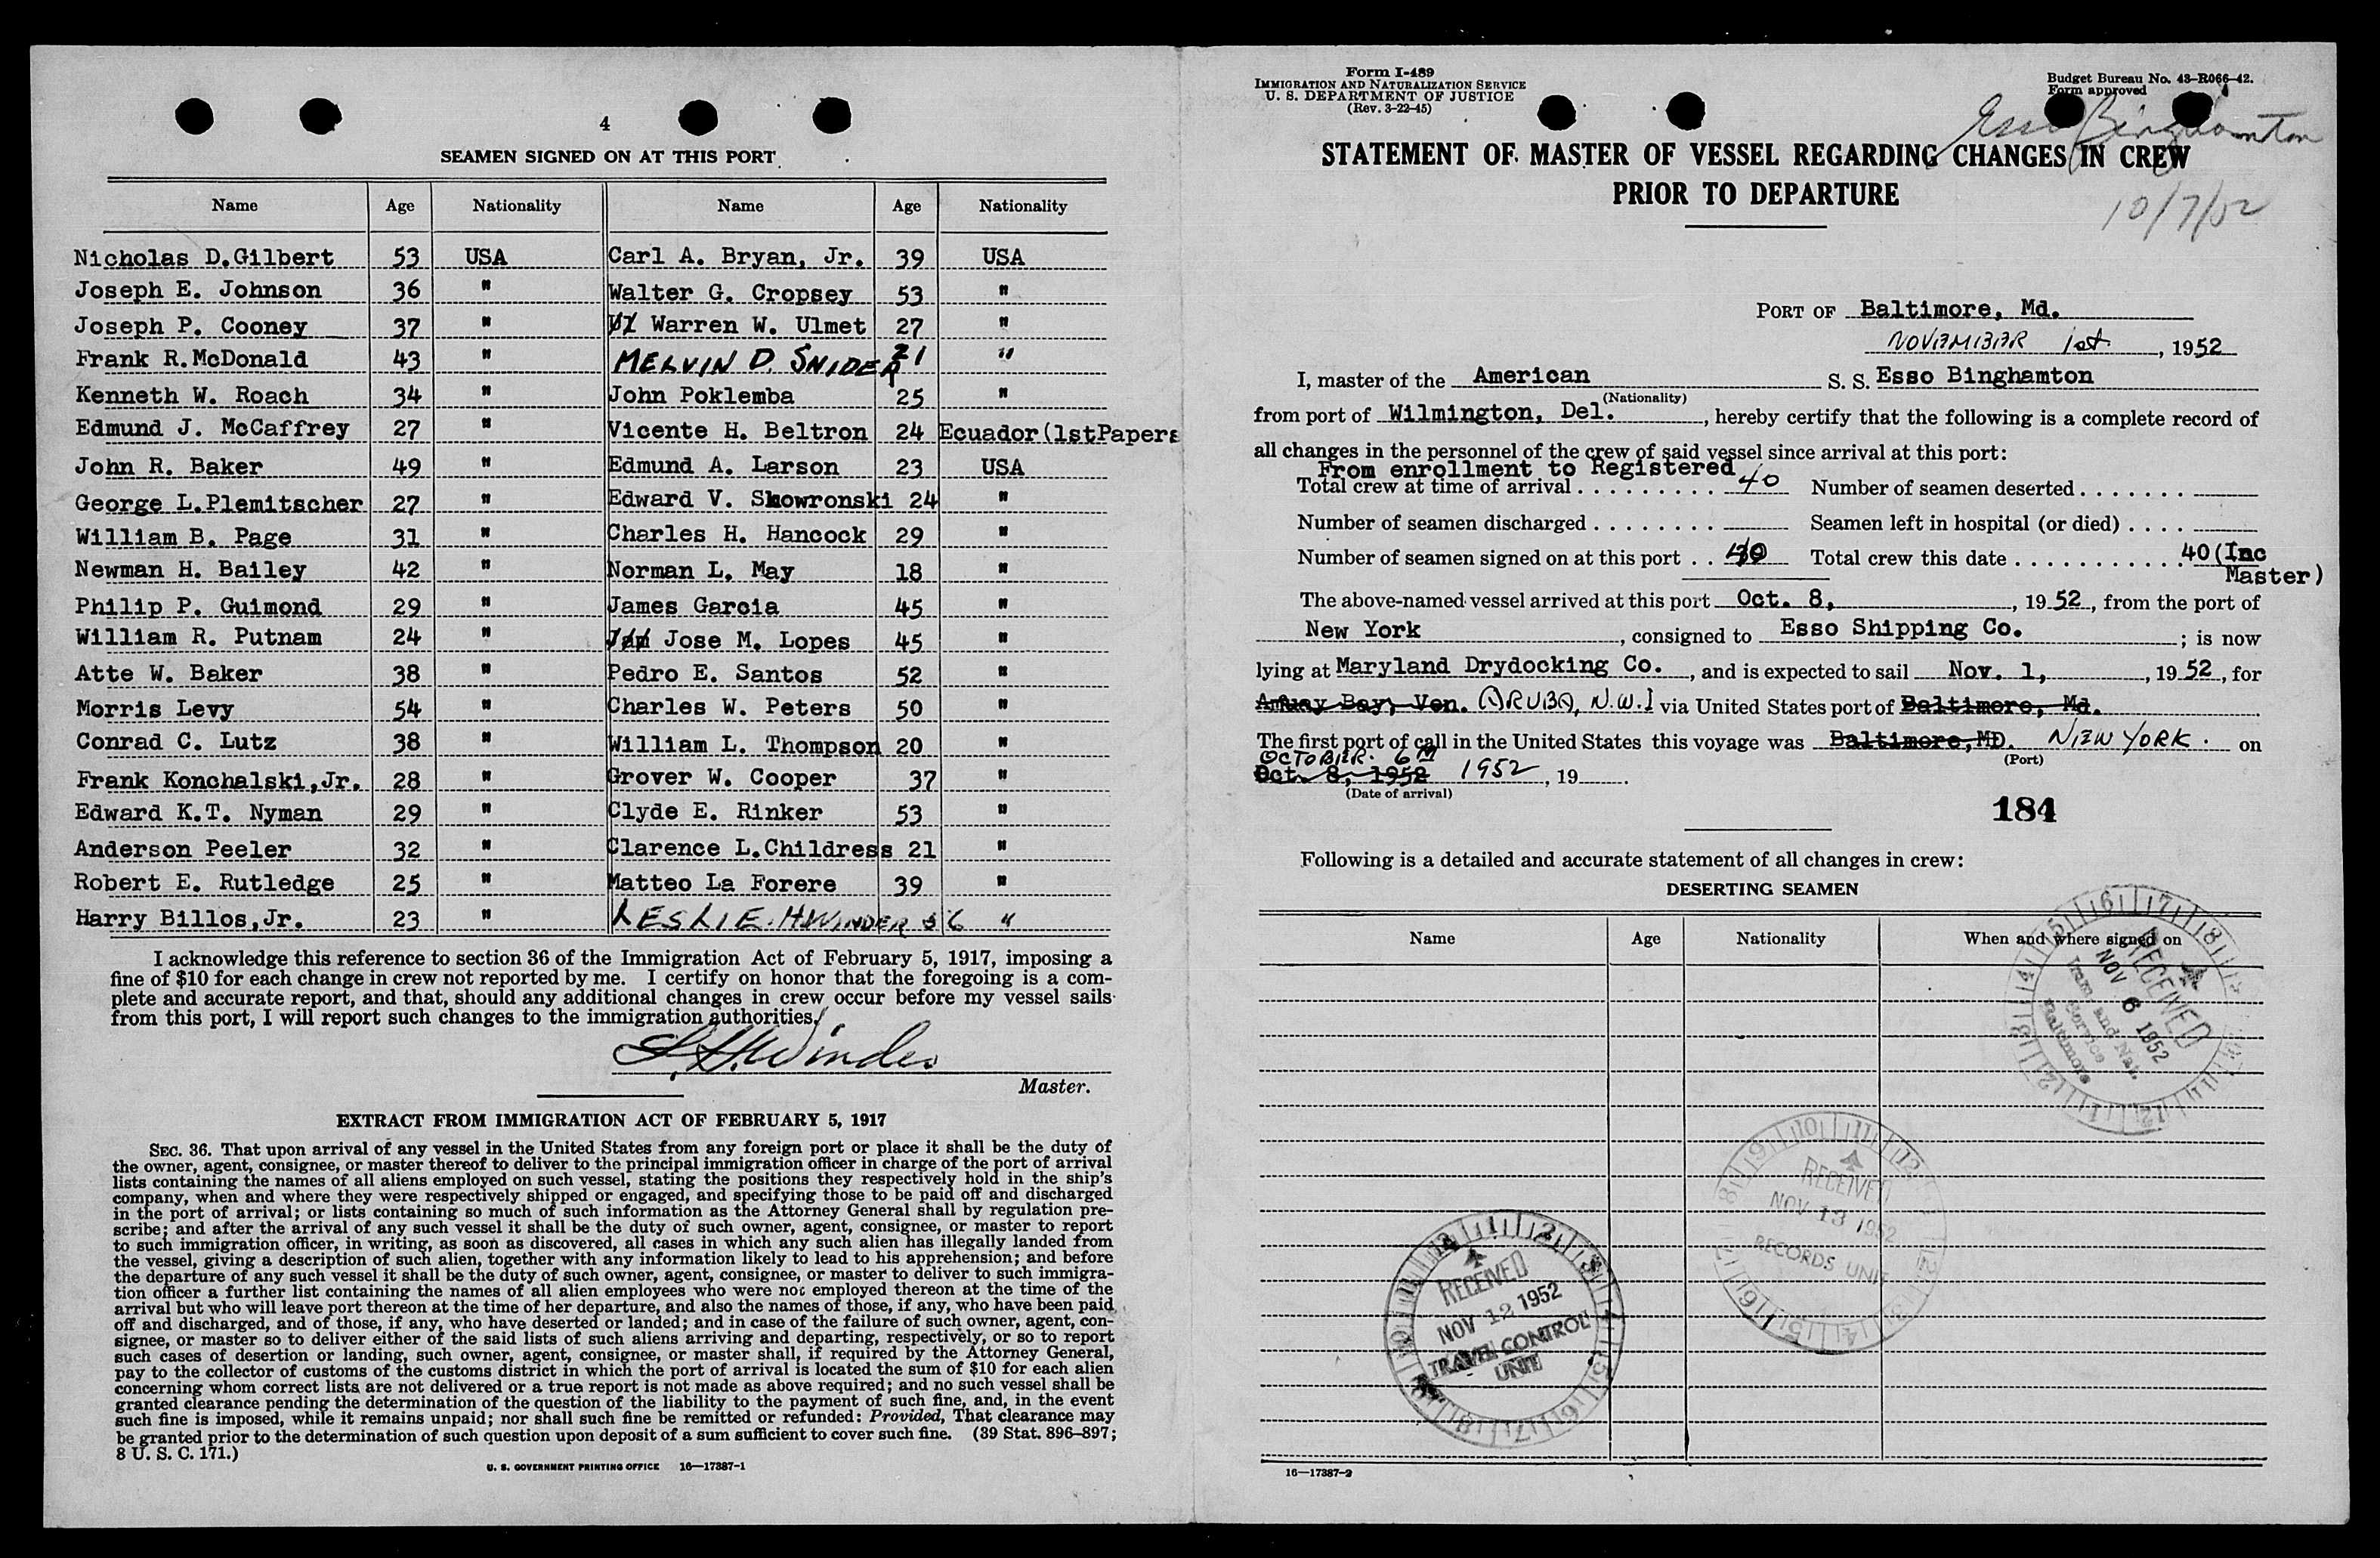 4
SEAMEN SIGNED ON AT THIS PORT
Name Age Nationality Name Age Nationality
Nicholas D.Gilbert 53 USA Carl A. Bryan, Jr. 39 USA
Joseph E. Johnson 36 " Walter G. Cropsey 53 "
Joseph P. Cooney 37 " Warren W. Ulmet 27 "
Frank R.McDonald 43 " MELVIN D. SNIDER 21 "
Kenneth W. Roach 34 " John Poklemba 25 "
Edmund J. McCaffrey 27 " Vicente H. Beltron 24 Ecuador(1stPapers
John R. Baker 49 " Edmund A. Larson 23 USA
George L.Plemitscher 27 " Edward V. Skowronski 24 "
William B. Page 31 " Charles H. Hancock 29 "
Newman H. Bailey 42 " Norman L. May 18 "
Philip P. Guimond 29 " James Garcia 45 "
William R. Putnam 24 " Jose M. Lopes 45 "
Atte W. Baker 38 " Pedro E. Santos 52 "
Morris Levy 54 " Charles W. Peters 50 "
Conrad C. Lutz 38 " William L. Thompson 20 "
Frank Konchalski,Jr. 28 " Grover W. Cooper 37 "
Edward K.T. Nyman 29 " Clyde E. Rinker 53 "
Anderson Peeler 32 " Clarence L.Childress 21 "
Robert E. Rutledge 25 " Matteo La Forere 39 "
Harry Billos,Jr. 23 " LESLIE.H.WINDER 56 "
I acknowledge this reference to section 36 of the Immigration Act of February 5, 1917, imposing a
fine of $10 for each change in crew not reported by me. I certify on honor that the foregoing is a com-
plete and accurate report, and that, should any additional changes in crew occur before my vessel sails
from this port, I will report such changes to the immigration authorities.
L.H.Winder
Master.
EXTRACT FROM IMMIGRATION ACT OF FEBRUARY 5, 1917
SEC. 36. That upon arrival of any vessel in the United States from any foreign port or place it shall be the duty of
the owner, agent, consignee, or master thereof to deliver to the principal immigration officer in charge of the port of arrival
lists containing the names of all aliens employed on such vessel, stating the positions they respectively hold in the ship's
company, when and where they were respectively shipped or engaged, and specifying those to be paid off and discharged
in the port of arrival; or lists containing so much of such information as the Attorney General shall by regulation pre-
scribe; and after the arrival of any such vessel it shall be the duty of such owner, agent, consignee, or master to report
to such immigration officer, in writing, as soon as discovered, all cases in which any such alien has illegally landed from
the vessel, giving a description of such alien, together with any information likely to lead to his apprehension; and before
the departure of any such vessel it shall be the duty of such owner, agent, consignee, or master to deliver to such immigra-
tion officer a further list containing the names of all alien employees who were not employed thereon at the time of the
arrival but who will leave port thereon at the time of her departure, and also the names of those, if any, who have been paid
off and discharged, and of those, if any, who have deserted or landed; and in case of the failure of such owner, agent, con-
signee, or master so to deliver either of the said lists of such aliens arriving and departing, respectively, or so to report
such cases of desertion or landing, such owner, agent, consignee, or master shall, if required by the Attorney General,
pay to the collector of customs of the customs district in which the port of arrival is located the sum of $10 for each alien
concerning whom correct lists are not delivered or a true report is not made as above required; and no such vessel shall be
granted clearance pending the determination of the question of the liability to the payment of such fine, and, in the event
such fine is imposed, while it remains unpaid; nor shall such fine be remitted or refunded: Provided, That clearance may
be granted prior to the determination of such question upon deposit of a sum sufficient to cover such fine. (39 Stat. 896–897;
8 U. S. C. 171.)
U. S. GOVERNMENT PRINTING OFFICE 16—17387-1
Form I-489
IMMIGRATION AND NATURALIZATION SERVICE
U. S. DEPARTMENT OF JUSTICE
(Rev. 3-22-45)
Budget Bureau No. 43-R066-42.
Form approved
Esso Binghamton
STATEMENT OF MASTER OF VESSEL REGARDING CHANGES IN CREW
PRIOR TO DEPARTURE
10/7/52
PORT OF Baltimore, Md.
NOVEMBER 1st, 1952
I, master of the American S. S. Esso Binghamton
(Nationality)
from port of Wilmington, Del., hereby certify that the following is a complete record of
all changes in the personnel of the crew of said vessel since arrival at this port:
From enrollment to Registered
Total crew at time of arrival 40 Number of seamen deserted
Number of seamen discharged Seamen left in hospital (or died)
Number of seamen signed on at this port 40 Total crew this date 40(Inc
Master)
The above-named vessel arrived at this port Oct. 8, 1952, from the port of
New York, consigned to Esso Shipping Co.; is now
lying at Maryland Drydocking Co., and is expected to sail Nov. 1, 1952, for
Amuay Bay, Ven. ARUBA, N.W.I via United States port of Baltimore, Md.
The first port of call in the United States this voyage was Baltimore,MD. NEW YORK. on
(Port)
OCTOBER. 6th
Oct. 8, 1952 1952, 19
(Date of arrival)
184
Following is a detailed and accurate statement of all changes in crew:
DESERTING SEAMEN
Name Age Nationality When and where signed on
RECEIVED
NOV 6 1952
Imm and Nat.
Service
Baltimore
RECEIVED
NOV 13 1952
RECORDS UNIT
RECEIVED
NOV 12 1952
TRAVEL CONTROL
UNIT
16—17387-2